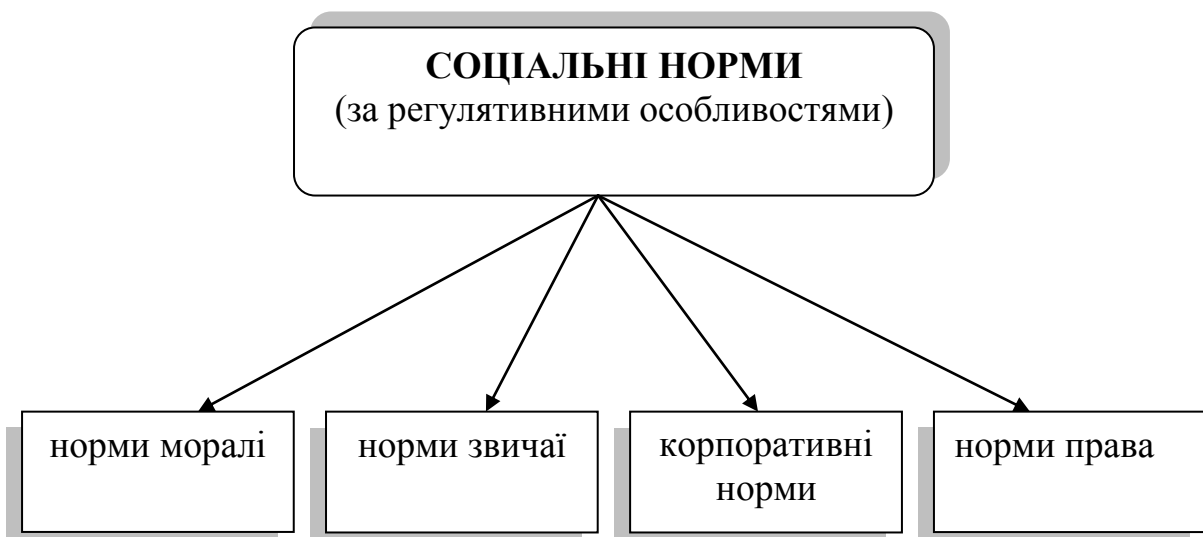 СОЦІАЛЬНІ НОРМИ
(за регулятивними особливостями)
норми моралі
норми звичаї
корпоративні
норми
норми права